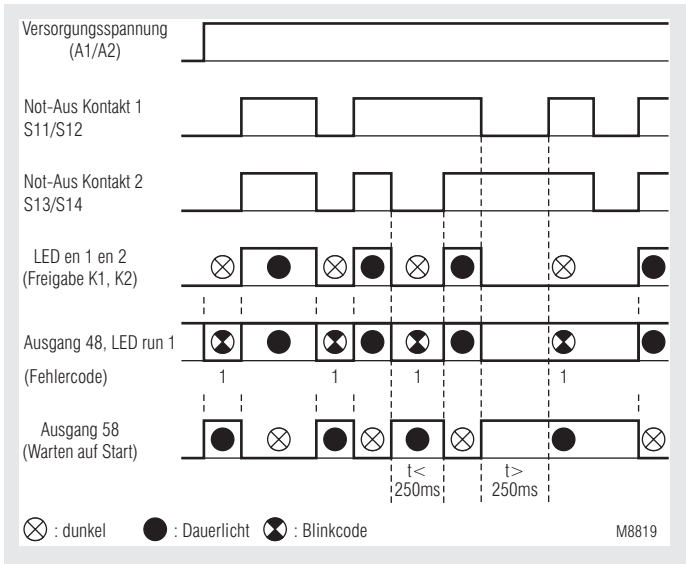 Versorgungsspannung
(A1/A2)
Not-Aus Kontakt 1
S11/S12
Not-Aus Kontakt 2
S13/S14
LED en 1 en 2
(Freigabe K1, K2)
Ausgang 48, LED run 1
(Fehlercode) 1 1 1 1
Ausgang 58
(Warten auf Start)
t<
250ms
t>
250ms
: dunkel : Dauerlicht : Blinkcode M8819